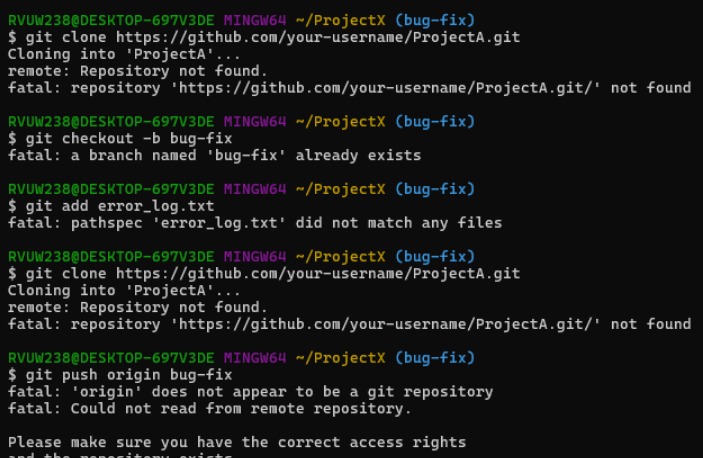 RVUW238@DESKTOP-697V3DE MINGW64 ~/ProjectX (bug-fix)
$ git clone https://github.com/your-username/ProjectA.git
Cloning into 'ProjectA'...
remote: Repository not found.
fatal: repository 'https://github.com/your-username/ProjectA.git/' not found
RVUW238@DESKTOP-697V3DE MINGW64 ~/ProjectX (bug-fix)
$ git checkout -b bug-fix
fatal: a branch named 'bug-fix' already exists
RVUW238@DESKTOP-697V3DE MINGW64 ~/ProjectX (bug-fix)
$ git add error_log.txt
fatal: pathspec 'error_log.txt' did not match any files
RVUW238@DESKTOP-697V3DE MINGW64 ~/ProjectX (bug-fix)
$ git clone https://github.com/your-username/ProjectA.git
Cloning into 'ProjectA'...
remote: Repository not found.
fatal: repository 'https://github.com/your-username/ProjectA.git/' not found
RVUW238@DESKTOP-697V3DE MINGW64 ~/ProjectX (bug-fix)
$ git push origin bug-fix
fatal: 'origin' does not appear to be a git repository
fatal: Could not read from remote repository.
Please make sure you have the correct access rights
and the repository exists